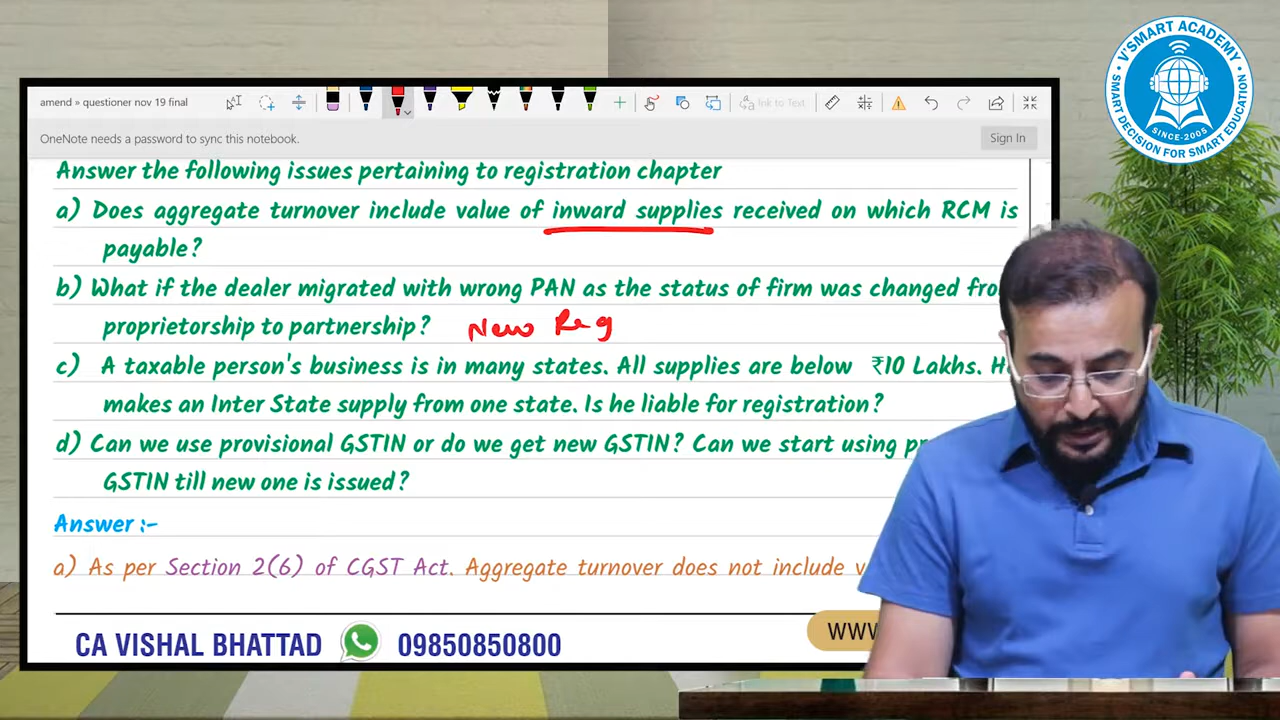 V'SMART ACADEMY
SMART DECISION FOR SMART EDUCATION
SINCE-2005
amend » questioner nov 19 final
link to Text
OneNote needs a password to sync this notebook.
Sign In
Answer the following issues pertaining to registration chapter
a) Does aggregate turnover include value of inward supplies received on which RCM is
payable?
b) What if the dealer migrated with wrong PAN as the status of firm was changed
proprietorship to partnership? New Reg
c) A taxable person's business is in many states. All supplies are below ₹10 Lakhs.
makes an Inter State supply from one state. Is he liable for registration?
d) Can we use provisional GSTIN or do we get new GSTIN? Can we start using
GSTIN till new one is issued?
Answer :-
a) As per Section 2(6) of CGST Act. Aggregate turnover does not include
CA VISHAL BHATTAD 09850850800
WWW